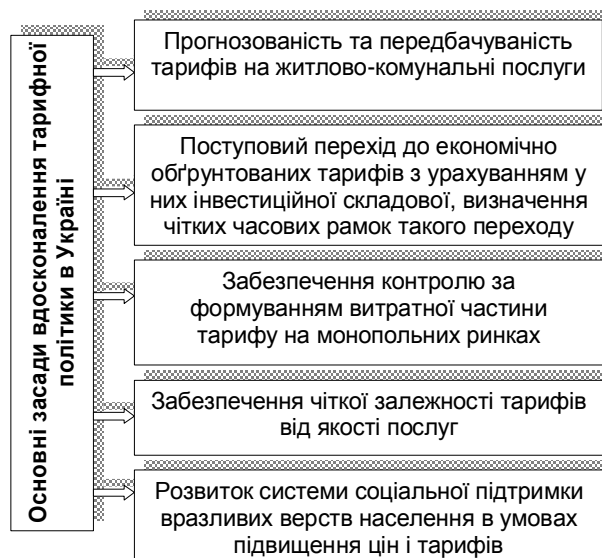 Основні засади вдосконалення тарифної
політики в Україні
Прогнозованість та передбачуваність
тарифів на житлово-комунальні послуги
Поступовий перехід до економічно
обґрунтованих тарифів з урахуванням у
них інвестиційної складової, визначення
чітких часових рамок такого переходу
Забезпечення контролю за
формуванням витратної частини
тарифу на монопольних ринках
Забезпечення чіткої залежності тарифів
від якості послуг
Розвиток системи соціальної підтримки
вразливих верств населення в умовах
підвищення цін і тарифів